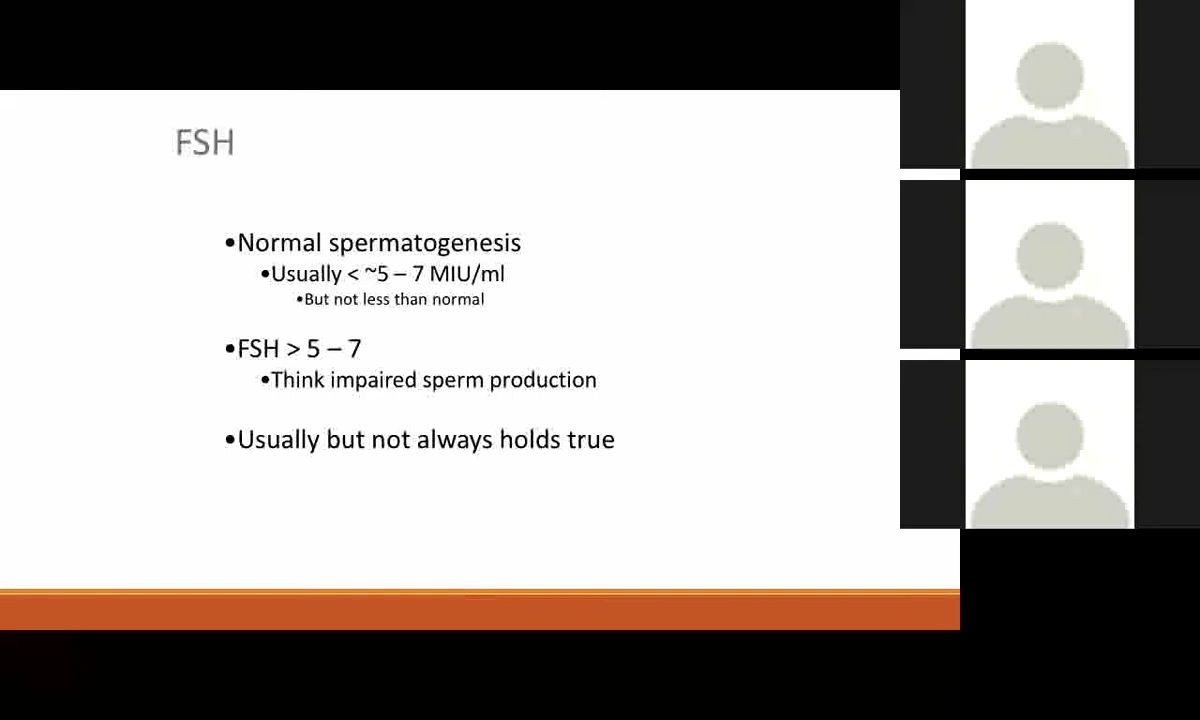 FSH
•Normal spermatogenesis
•Usually < ~5 – 7 MIU/ml
•But not less than normal
•FSH > 5 – 7
•Think impaired sperm production
•Usually but not always holds true